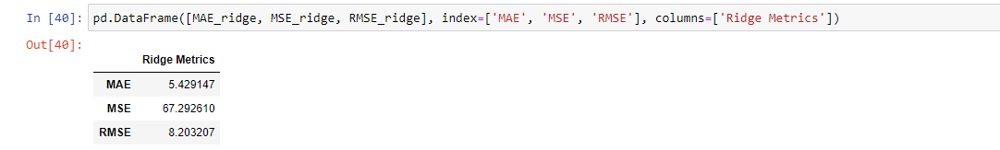 In [40]: pd.DataFrame([MAE_ridge, MSE_ridge, RMSE_ridge], index=['MAE', 'MSE', 'RMSE'], columns=['Ridge Metrics'])
Out[40]:
Ridge Metrics
MAE 5.429147
MSE 67.292610
RMSE 8.203207